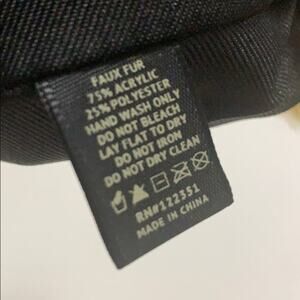 FAUX FUR
75% ACRYLIC
25% POLYESTER
HAND WASH ONLY
DO NOT BLEACH
LAY FLAT TO DRY
DO NOT IRON
DO NOT DRY CLEAN
RN#122551
MADE IN CHINA